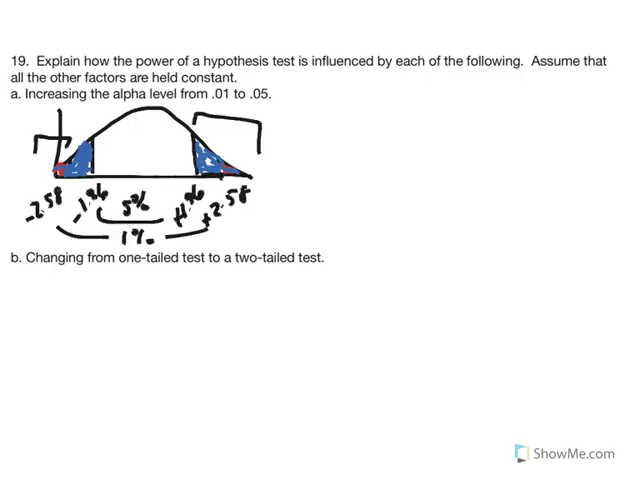 19. Explain how the power of a hypothesis test is influenced by each of the following. Assume that
all the other factors are held constant.
a. Increasing the alpha level from .01 to .05.
-2.58 -1.96 5% +1.96 +2.58
1%
b. Changing from one-tailed test to a two-tailed test.
ShowMe.com